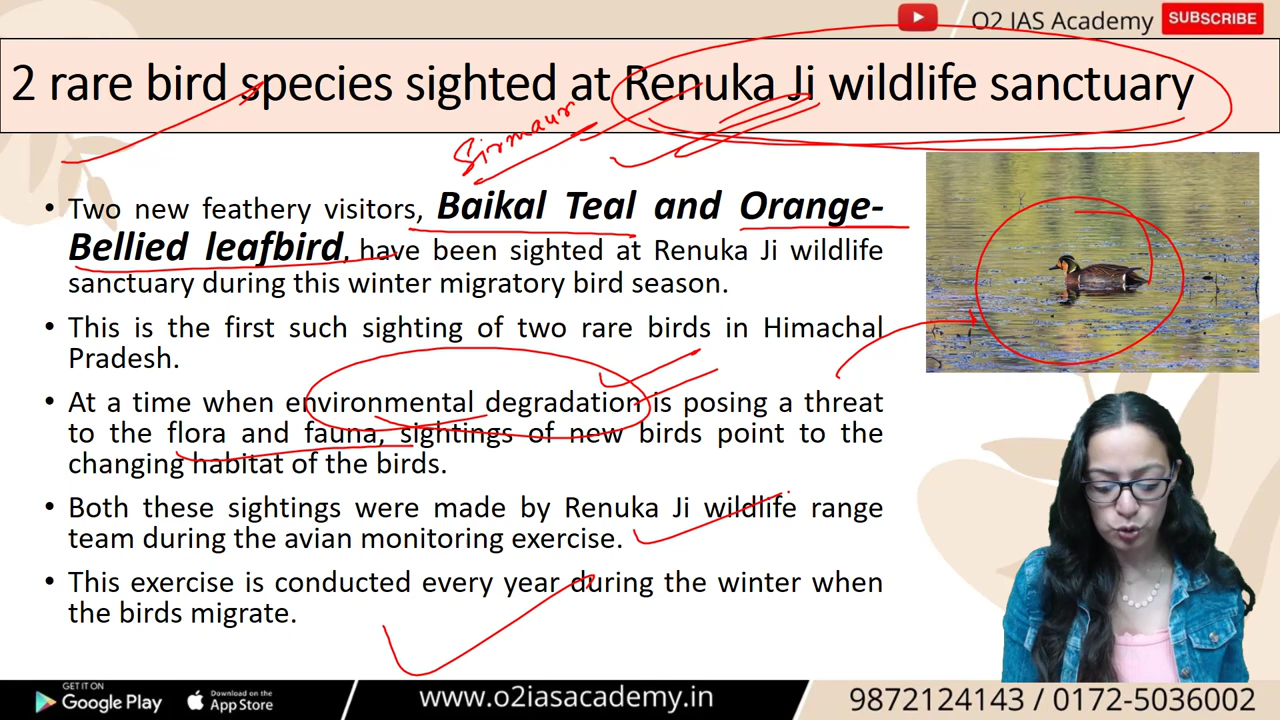 O2 IAS Academy SUBSCRIBE
2 rare bird species sighted at Renuka Ji wildlife sanctuary
Sirmaur
• Two new feathery visitors, Baikal Teal and Orange-
Bellied leafbird, have been sighted at Renuka Ji wildlife
sanctuary during this winter migratory bird season.
• This is the first such sighting of two rare birds in Himachal
Pradesh.
• At a time when environmental degradation is posing a threat
to the flora and fauna, sightings of new birds point to the
changing habitat of the birds.
• Both these sightings were made by Renuka Ji wildlife range
team during the avian monitoring exercise.
• This exercise is conducted every year during the winter when
the birds migrate.
GET IT ON
Google Play
Download on the
App Store
www.o2iasacademy.in
9872124143 / 0172-5036002